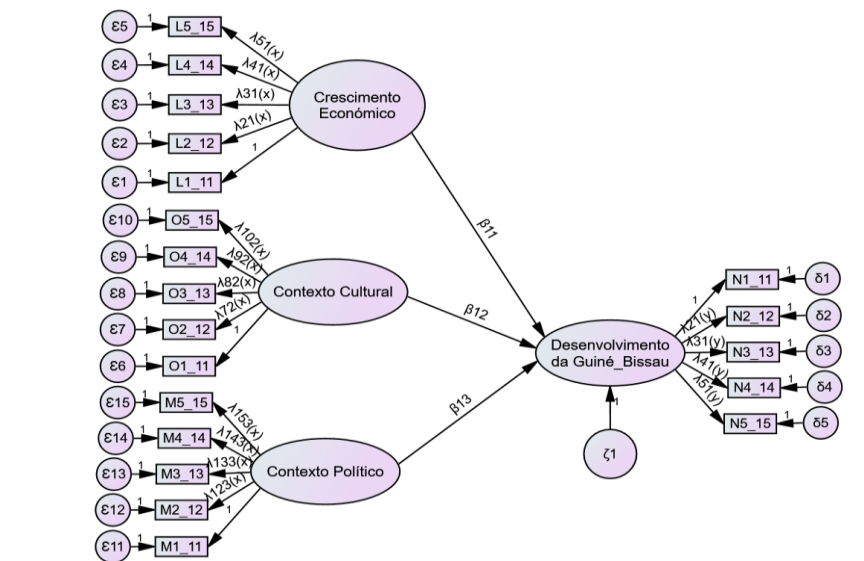 ε5 1 L5_15 λ51(x)
ε4 1 L4_14 λ41(x)
ε3 1 L3_13 λ31(x)
ε2 1 L2_12 λ21(x)
ε1 1 L1_11 1
Crescimento
Económico
β11
ε10 1 O5_15 λ102(x)
ε9 1 O4_14 λ92(x)
ε8 1 O3_13 λ82(x)
ε7 1 O2_12 λ72(x)
ε6 1 O1_11 1
Contexto Cultural
β12
ε15 1 M5_15 λ153(x)
ε14 1 M4_14 λ143(x)
ε13 1 M3_13 λ133(x)
ε12 1 M2_12 λ123(x)
ε11 1 M1_11 1
Contexto Político
β13
Desenvolvimento
da Guiné_Bissau
1
ζ1
1 N1_11 1 δ1
λ21(y) N2_12 1 δ2
λ31(y) N3_13 1 δ3
λ41(y) N4_14 1 δ4
λ51(y) N5_15 1 δ5